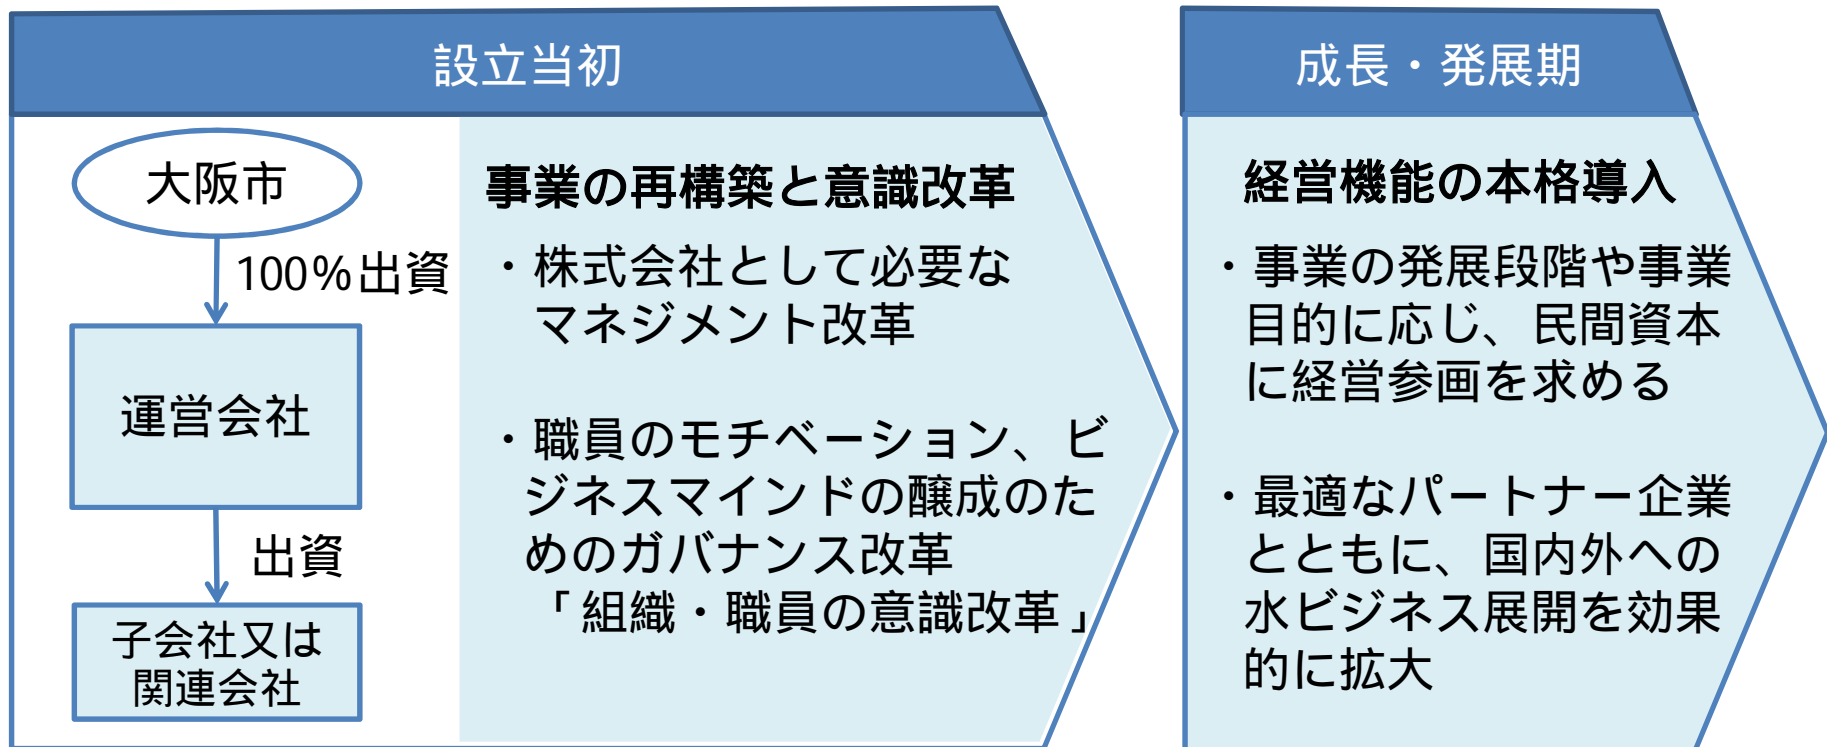 設立当初
大阪市
100%出資
運営会社
出資
子会社又は
関連会社
事業の再構築と意識改革
・株式会社として必要な
マネジメント改革
・職員のモチベーション、ビ
ジネスマインドの醸成のた
めのガバナンス改革
「組織・職員の意識改革」
成長・発展期
経営機能の本格導入
・事業の発展段階や事業
目的に応じ、民間資本
に経営参画を求める
・最適なパートナー企業
とともに、国内外への
水ビジネス展開を効果
的に拡大